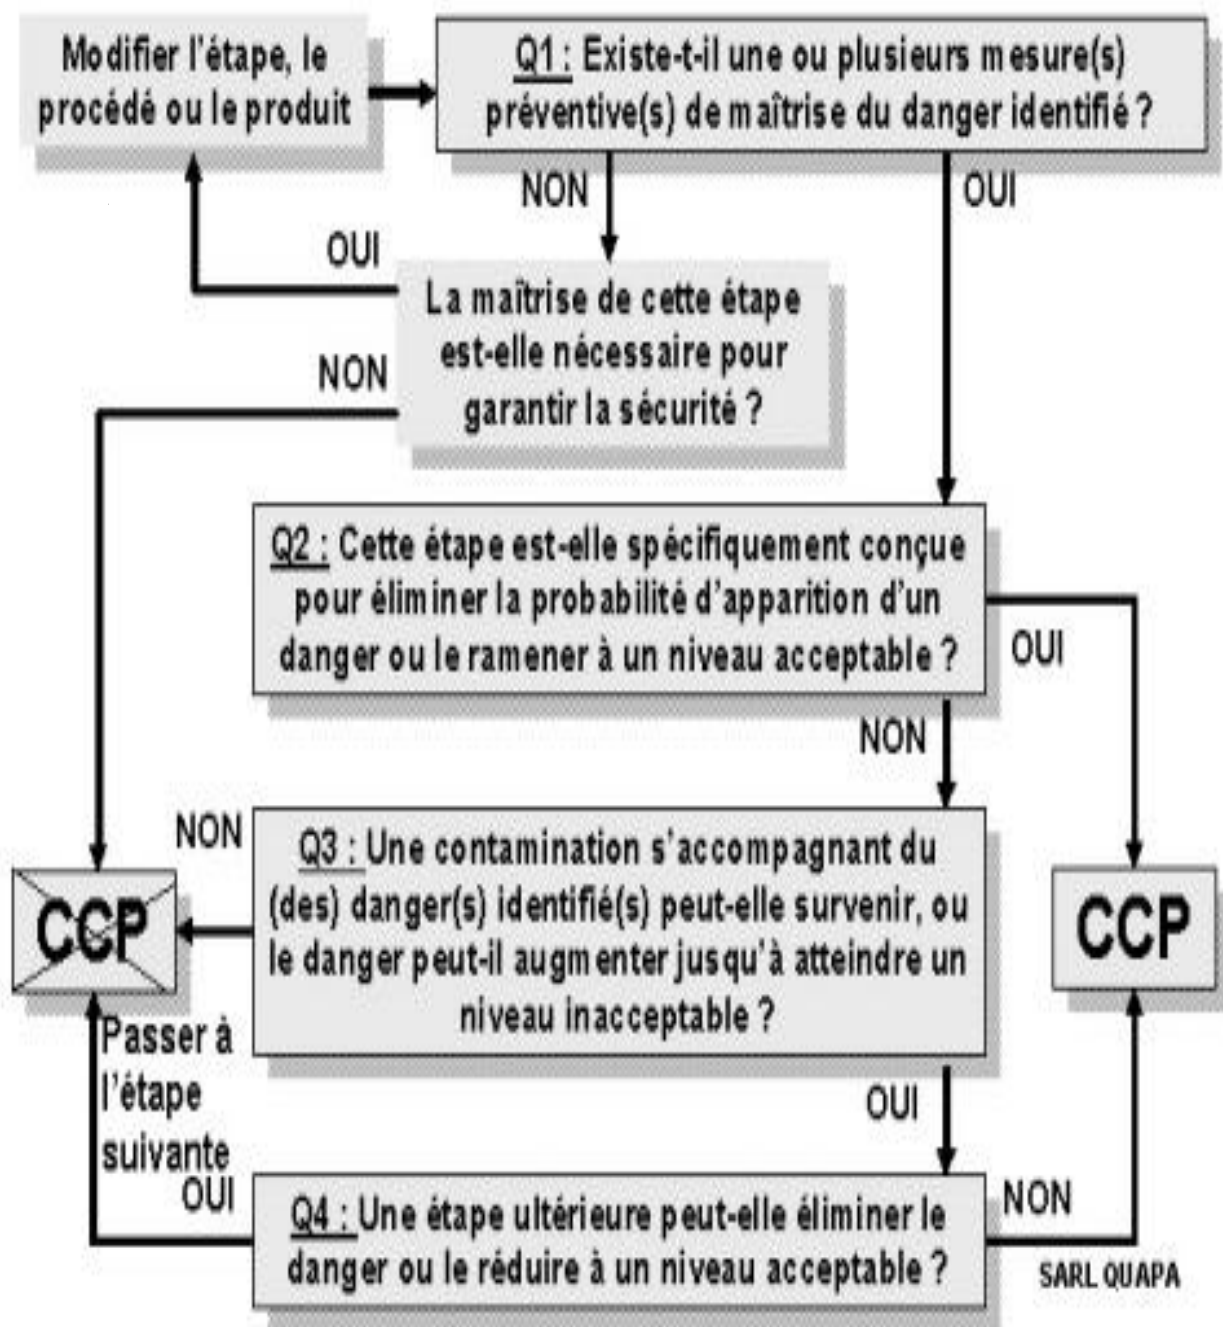 Modifier l'étape, le
procédé ou le produit
Q1 : Existe-t-il une ou plusieurs mesure(s)
préventive(s) de maîtrise du danger identifié ?
NON
OUI
OUI
La maîtrise de cette étape
est-elle nécessaire pour
garantir la sécurité ?
NON
Q2 : Cette étape est-elle spécifiquement conçue
pour éliminer la probabilité d'apparition d'un
danger ou le ramener à un niveau acceptable ?
OUI
NON
NON
Q3 : Une contamination s'accompagnant du
(des) danger(s) identifié(s) peut-elle survenir, ou
le danger peut-il augmenter jusqu'à atteindre un
niveau inacceptable ?
CCP
CCP
Passer à
l'étape
suivante
OUI
OUI
Q4 : Une étape ultérieure peut-elle éliminer le
danger ou le réduire à un niveau acceptable ?
NON
SARL QUAPA